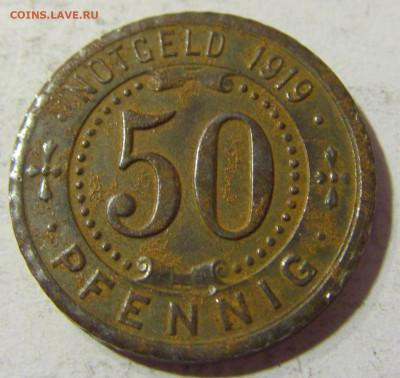 COINS.LAVE.RU
NOTGELD 1919
50
PFENNIG